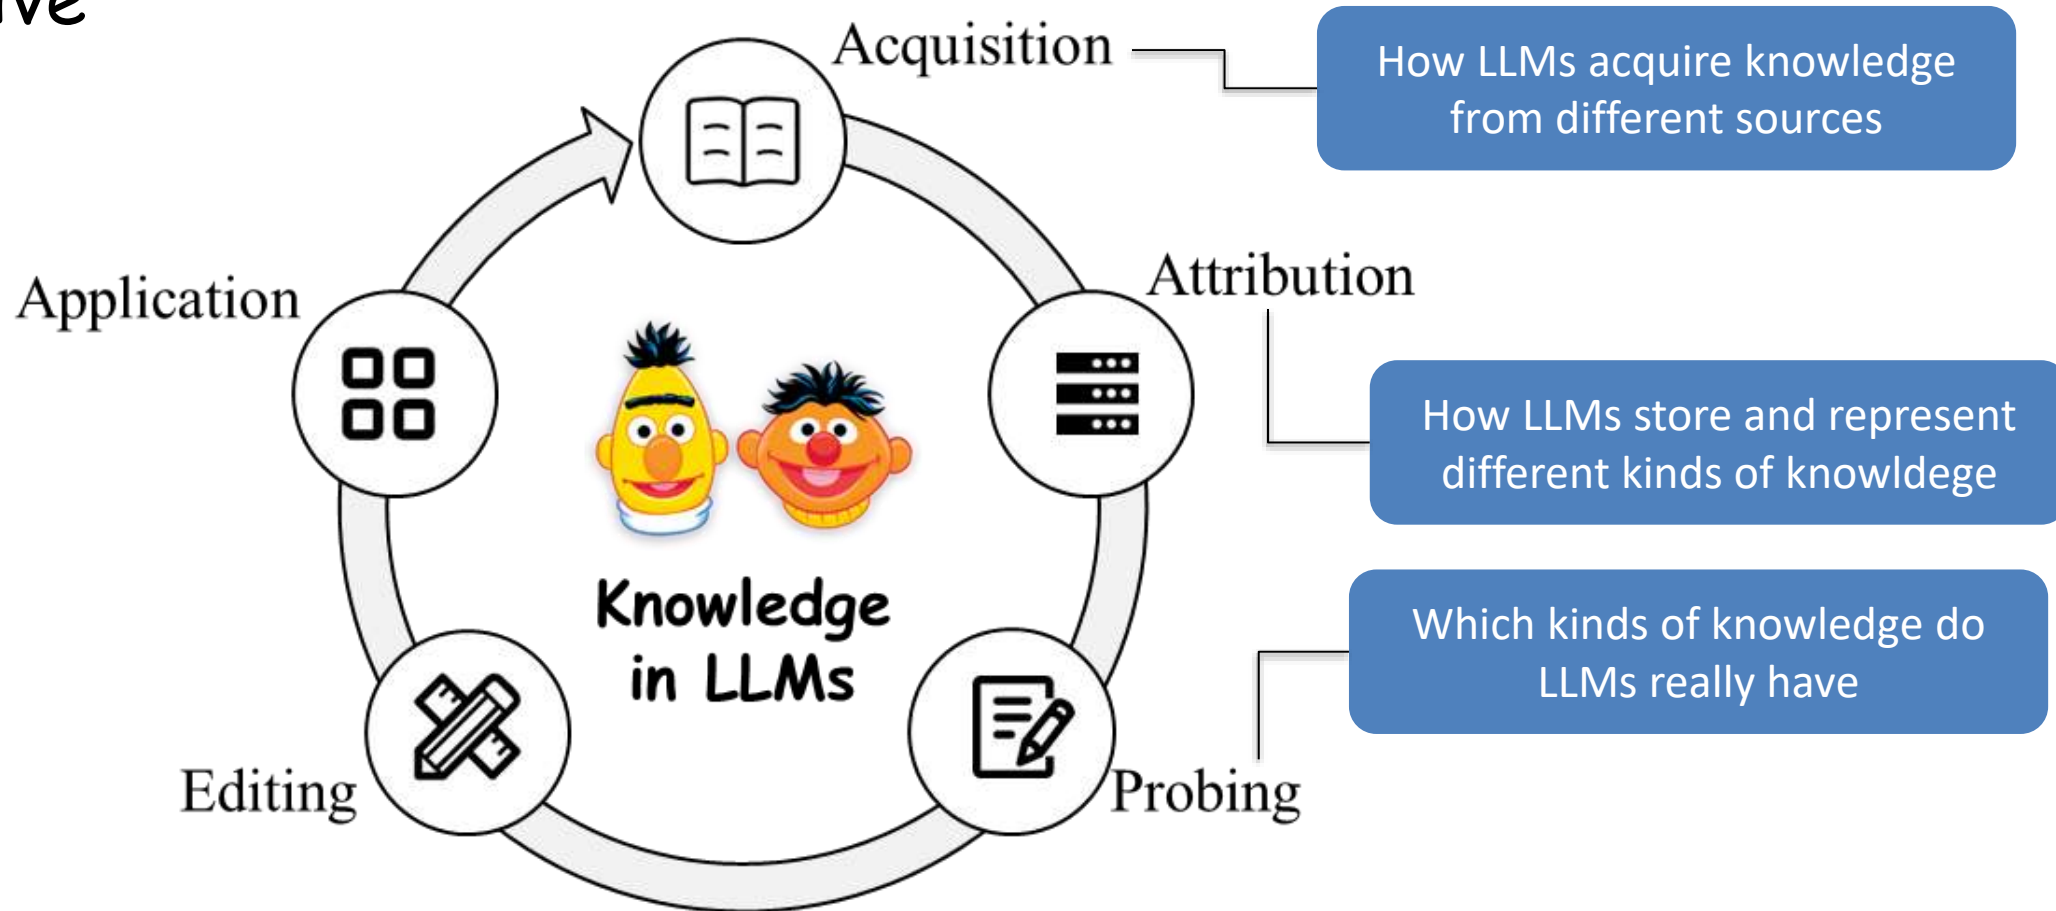 Acquisition
How LLMs acquire knowledge
from different sources
Application
Attribution
How LLMs store and represent
different kinds of knowldege
Knowledge
in LLMs
Which kinds of knowledge do
LLMs really have
Editing
Probing